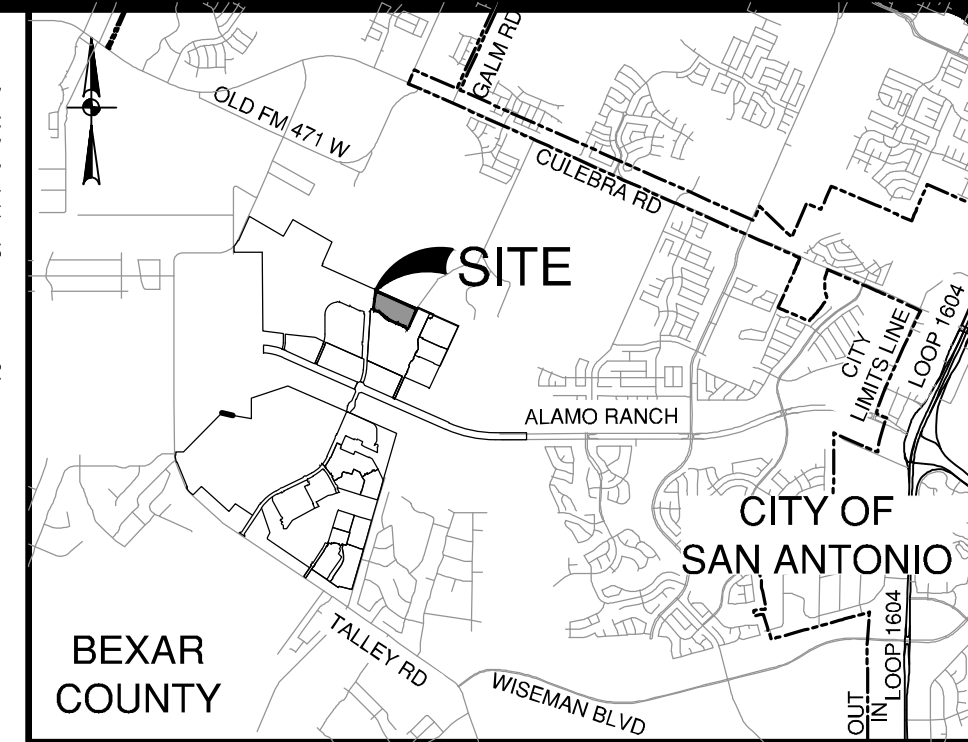 GALM RD
OLD FM 471 W
CULEBRA RD
SITE
LOOP 1604
CITY
LIMITS LINE
ALAMO RANCH
CITY OF
SAN ANTONIO
BEXAR
COUNTY
TALLEY RD
WISEMAN BLVD
LOOP 1604
OUT
IN